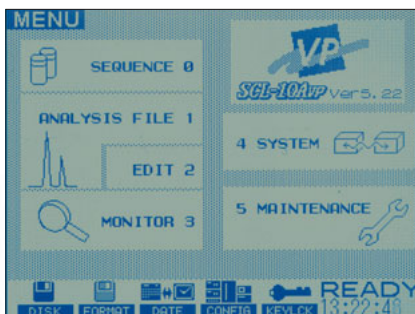 MENU
SEQUENCE 0
ANALYSIS FILE 1
EDIT 2
MONITOR 3
VP
SCL-10AVP Ver5.22
4 SYSTEM
5 MAINTENANCE
READY
DISK FORMAT DATE CONFIG KEYLCK 13:22:48